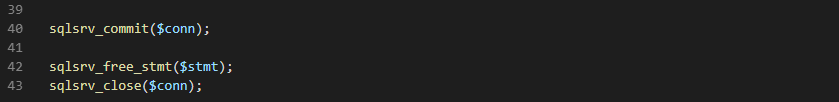 39
40 sqlsrv_commit($conn);
41
42 sqlsrv_free_stmt($stmt);
43 sqlsrv_close($conn);